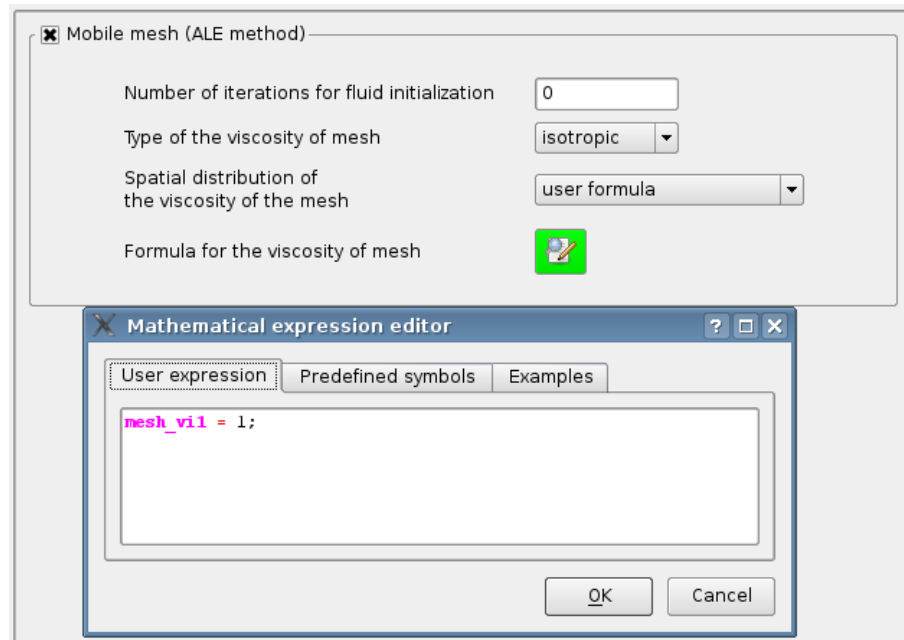 Mobile mesh (ALE method)
Number of iterations for fluid initialization
0
Type of the viscosity of mesh
isotropic
Spatial distribution of
the viscosity of the mesh
user formula
Formula for the viscosity of mesh
Mathematical expression editor
User expression
Predefined symbols
Examples
mesh_vi1 = 1;
OK
Cancel